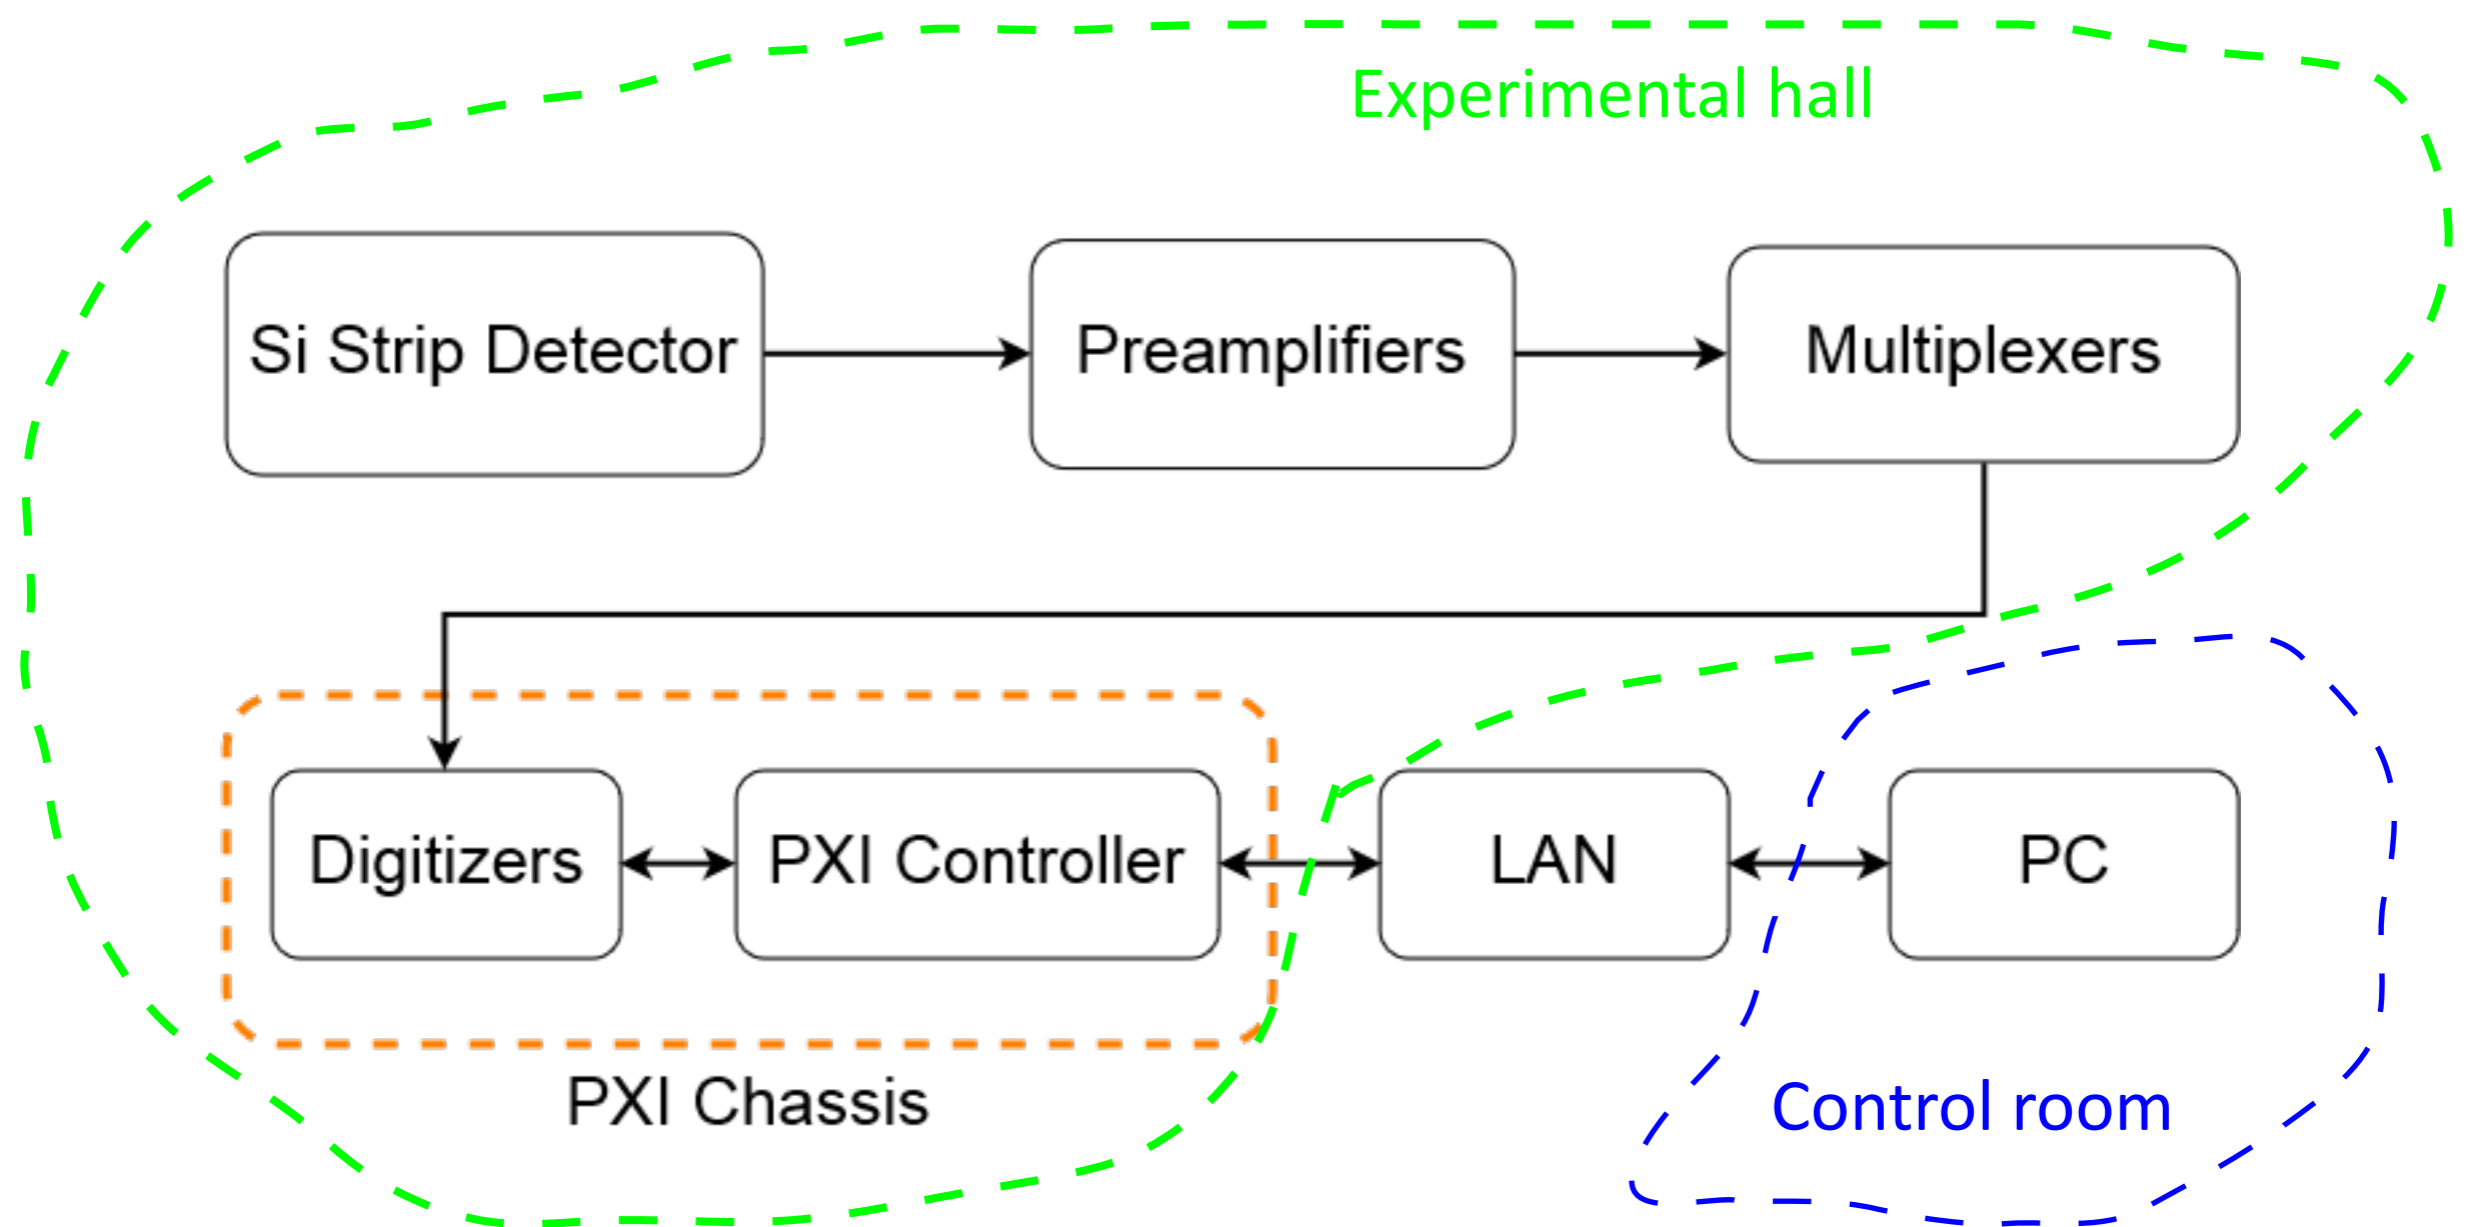 Experimental hall
Si Strip Detector
Preamplifiers
Multiplexers
Digitizers
PXI Controller
LAN
PC
PXI Chassis
Control room